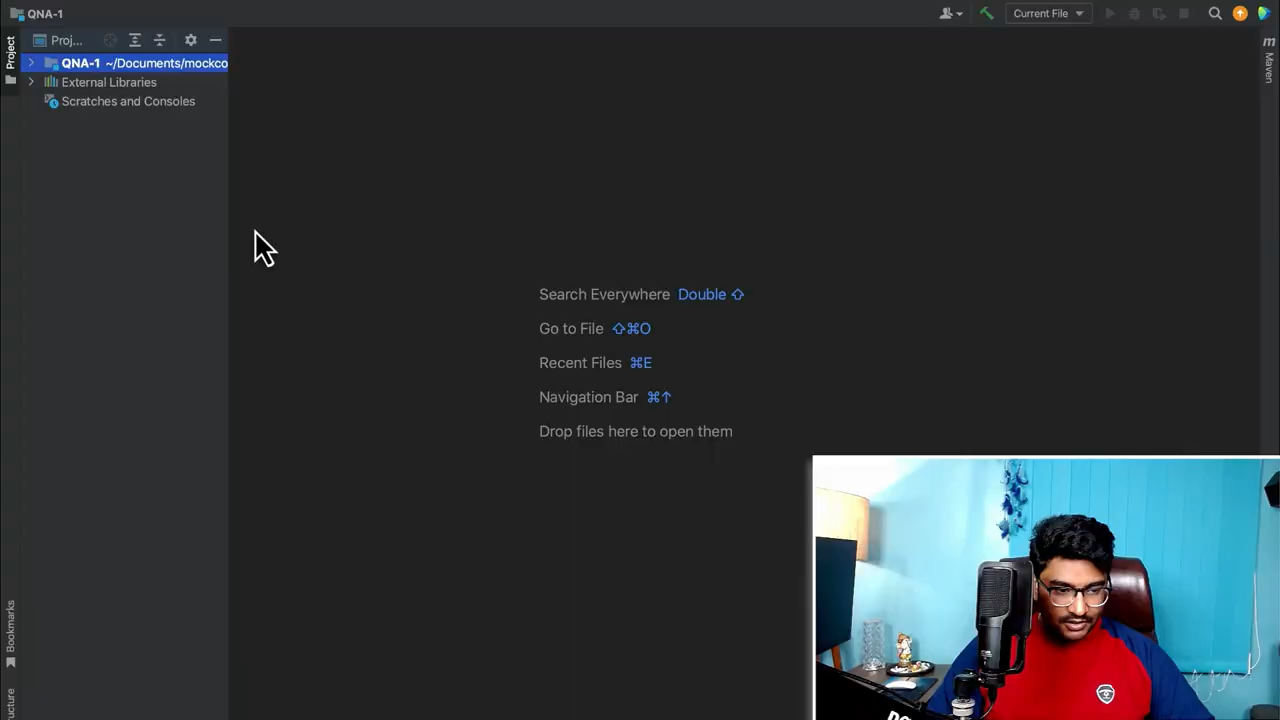 QNA-1
Current File
Project
Proj...
QNA-1 ~/Documents/mockco
External Libraries
Scratches and Consoles
Maven
Search Everywhere Double ⇧
Go to File ⇧⌘O
Recent Files ⌘E
Navigation Bar ⌘↑
Drop files here to open them
Bookmarks
ucture